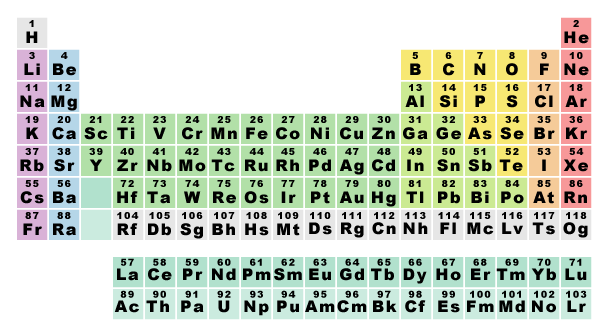 1 2
H He
3 4 5 6 7 8 9 10
Li Be B C N O F Ne
11 12 13 14 15 16 17 18
Na Mg Al Si P S Cl Ar
19 20 21 22 23 24 25 26 27 28 29 30 31 32 33 34 35 36
K Ca Sc Ti V Cr Mn Fe Co Ni Cu Zn Ga Ge As Se Br Kr
37 38 39 40 41 42 43 44 45 46 47 48 49 50 51 52 53 54
Rb Sr Y Zr Nb Mo Tc Ru Rh Pd Ag Cd In Sn Sb Te I Xe
55 56 72 73 74 75 76 77 78 79 80 81 82 83 84 85 86
Cs Ba Hf Ta W Re Os Ir Pt Au Hg Tl Pb Bi Po At Rn
87 88 104 105 106 107 108 109 110 111 112 113 114 115 116 117 118
Fr Ra Rf Db Sg Bh Hs Mt Ds Rg Cn Nh Fl Mc Lv Ts Og
57 58 59 60 61 62 63 64 65 66 67 68 69 70 71
La Ce Pr Nd Pm Sm Eu Gd Tb Dy Ho Er Tm Yb Lu
89 90 91 92 93 94 95 96 97 98 99 100 101 102 103
Ac Th Pa U Np Pu Am Cm Bk Cf Es Fm Md No Lr